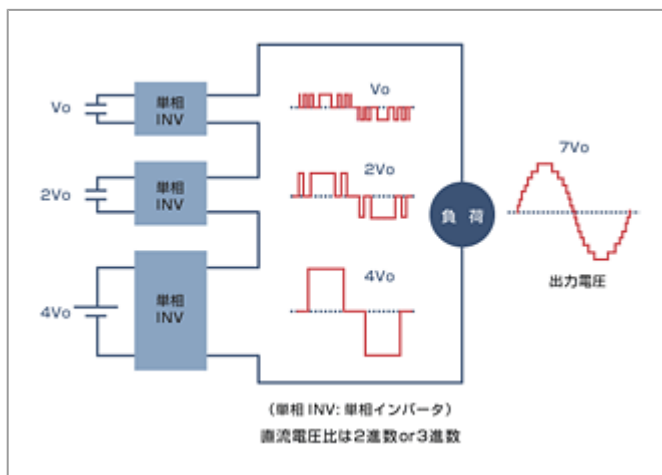 Vo
単相
INV
Vo
7Vo
2Vo
単相
INV
2Vo
負 荷
出力電圧
4Vo
単相
INV
4Vo
(単相 INV: 単相インバータ)
直流電圧比は2進数or3進数